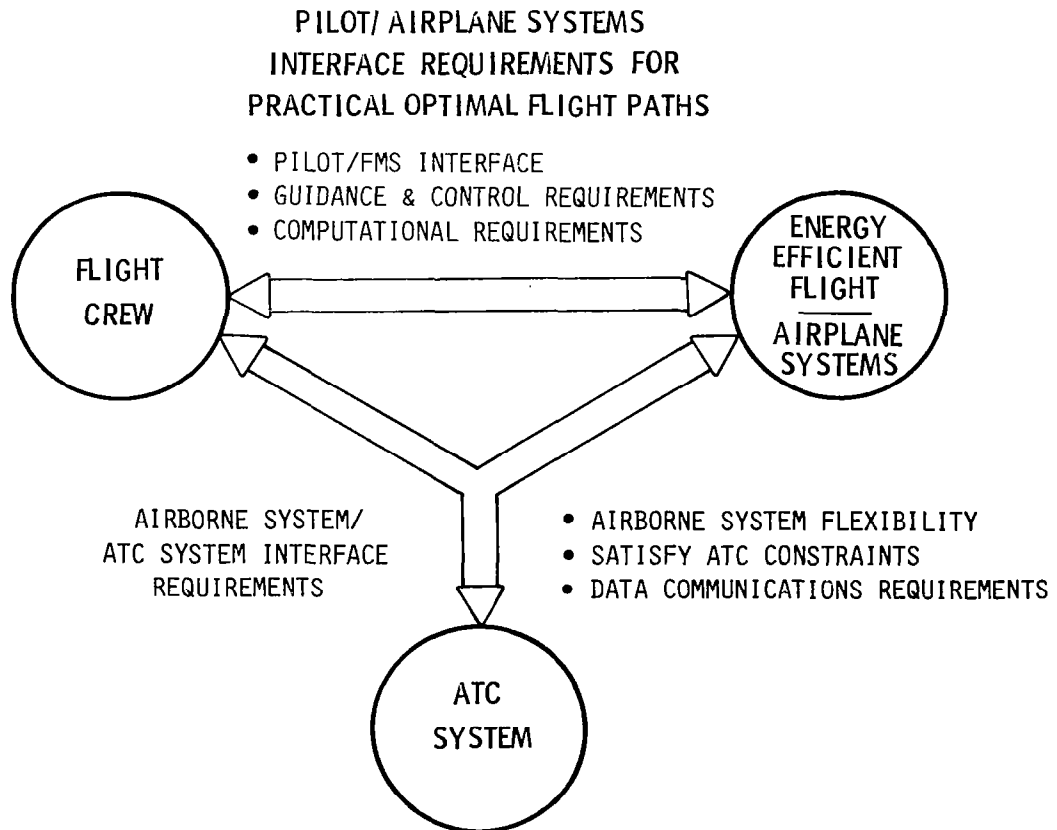 PILOT/AIRPLANE SYSTEMS
INTERFACE REQUIREMENTS FOR
PRACTICAL OPTIMAL FLIGHT PATHS
• PILOT/FMS INTERFACE
• GUIDANCE & CONTROL REQUIREMENTS
• COMPUTATIONAL REQUIREMENTS
FLIGHT
CREW
ENERGY
EFFICIENT
FLIGHT
AIRPLANE
SYSTEMS
AIRBORNE SYSTEM/
ATC SYSTEM INTERFACE
REQUIREMENTS
• AIRBORNE SYSTEM FLEXIBILITY
• SATISFY ATC CONSTRAINTS
• DATA COMMUNICATIONS REQUIREMENTS
ATC
SYSTEM